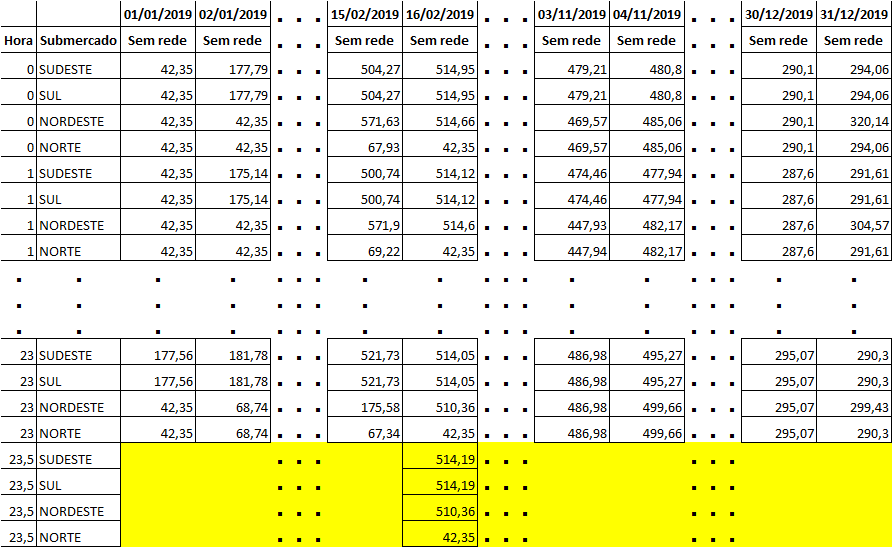 01/01/2019 02/01/2019 . . . 15/02/2019 16/02/2019 . . . 03/11/2019 04/11/2019 . . . 30/12/2019 31/12/2019
Hora Submercado Sem rede Sem rede . . . Sem rede Sem rede . . . Sem rede Sem rede . . . Sem rede Sem rede
0 SUDESTE 42,35 177,79 . . . 504,27 514,95 . . . 479,21 480,8 . . . 290,1 294,06
0 SUL 42,35 177,79 . . . 504,27 514,95 . . . 479,21 480,8 . . . 290,1 294,06
0 NORDESTE 42,35 42,35 . . . 571,63 514,66 . . . 469,57 485,06 . . . 290,1 320,14
0 NORTE 42,35 42,35 . . . 67,93 42,35 . . . 469,57 485,06 . . . 290,1 294,06
1 SUDESTE 42,35 175,14 . . . 500,74 514,12 . . . 474,46 477,94 . . . 287,6 291,61
1 SUL 42,35 175,14 . . . 500,74 514,12 . . . 474,46 477,94 . . . 287,6 291,61
1 NORDESTE 42,35 42,35 . . . 571,9 514,6 . . . 447,93 482,17 . . . 287,6 304,57
1 NORTE 42,35 42,35 . . . 69,22 42,35 . . . 447,94 482,17 . . . 287,6 291,61
. . . . . . . . . . . . . . . . . . .
. . . . . . . . . . . . . . . . . . .
. . . . . . . . . . . . . . . . . . .
23 SUDESTE 177,56 181,78 . . . 521,73 514,05 . . . 486,98 495,27 . . . 295,07 290,3
23 SUL 177,56 181,78 . . . 521,73 514,05 . . . 486,98 495,27 . . . 295,07 290,3
23 NORDESTE 42,35 68,74 . . . 175,58 510,36 . . . 486,98 499,66 . . . 295,07 299,43
23 NORTE 42,35 68,74 . . . 67,34 42,35 . . . 486,98 499,66 . . . 295,07 290,3
23,5 SUDESTE . . . 514,19 . . . . . .
23,5 SUL . . . 514,19 . . . . . .
23,5 NORDESTE . . . 510,36 . . . . . .
23,5 NORTE . . . 42,35 . . . . . .